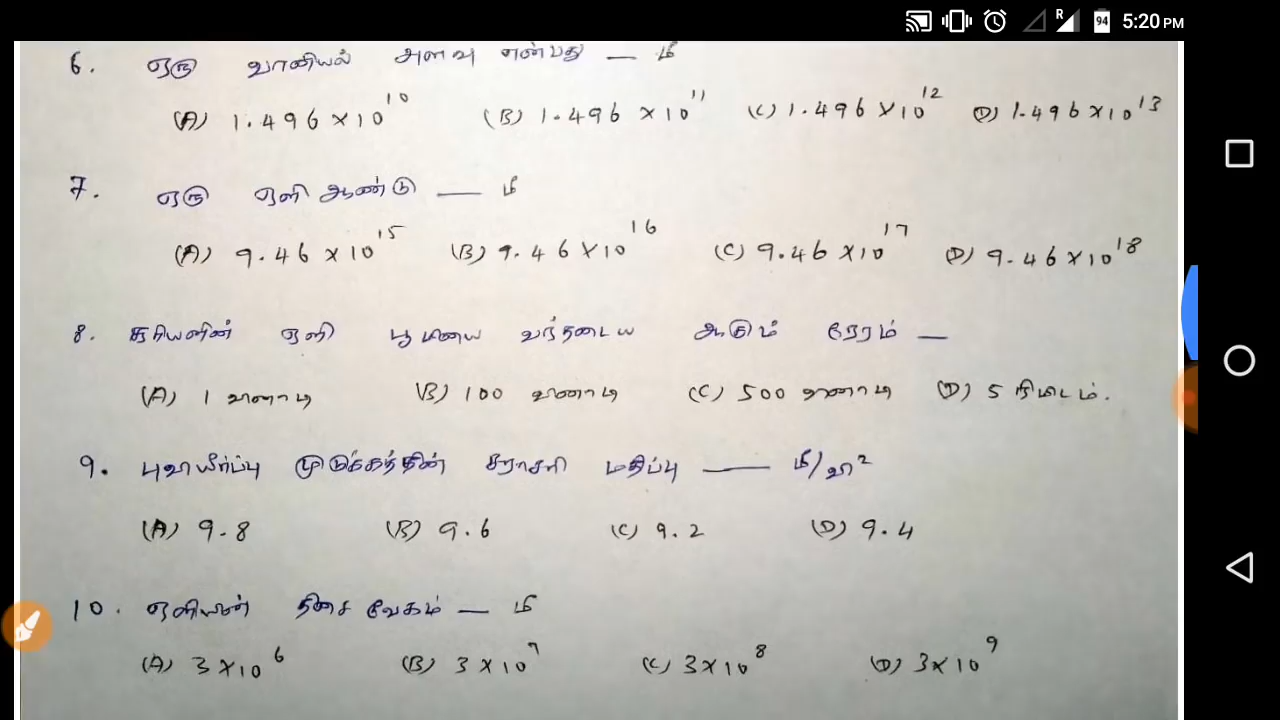 94 5:20 PM
6. ஒரு வானியல் அளவு என்பது — மீ
(A) 1.496 × 10¹⁰ (B) 1.496 × 10¹¹ (C) 1.496 × 10¹² (D) 1.496 × 10¹³
7. ஒரு ஒளி ஆண்டு — மீ
(A) 9.46 × 10¹⁵ (B) 9.46 × 10¹⁶ (C) 9.46 × 10¹⁷ (D) 9.46 × 10¹⁸
8. சூரியனின் ஒளி பூமியை வந்தடைய ஆகும் நேரம் —
(A) 1 வினாடி (B) 100 வினாடி (C) 500 வினாடி (D) 5 நிமிடம்.
9. புவிஈர்ப்பு முடுக்கத்தின் சராசரி மதிப்பு — மீ/வி²
(A) 9.8 (B) 9.6 (C) 9.2 (D) 9.4
10. ஒளியின் திசைவேகம் — மீ
(A) 3 × 10⁶ (B) 3 × 10⁷ (C) 3 × 10⁸ (D) 3 × 10⁹